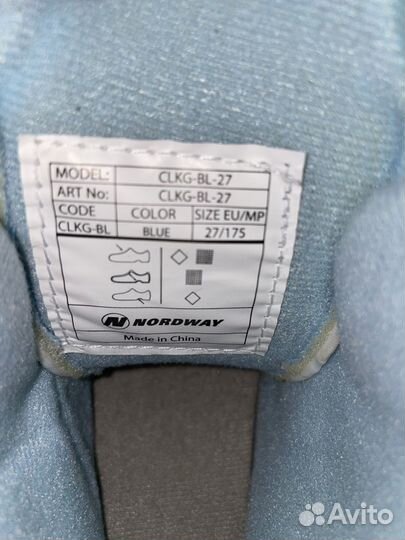 MODEL: CLKG-BL-27
ART No: CLKG-BL-27
CODE COLOR SIZE EU/MP
CLKG-BL BLUE 27/175
NORDWAY
Made in China
Avito